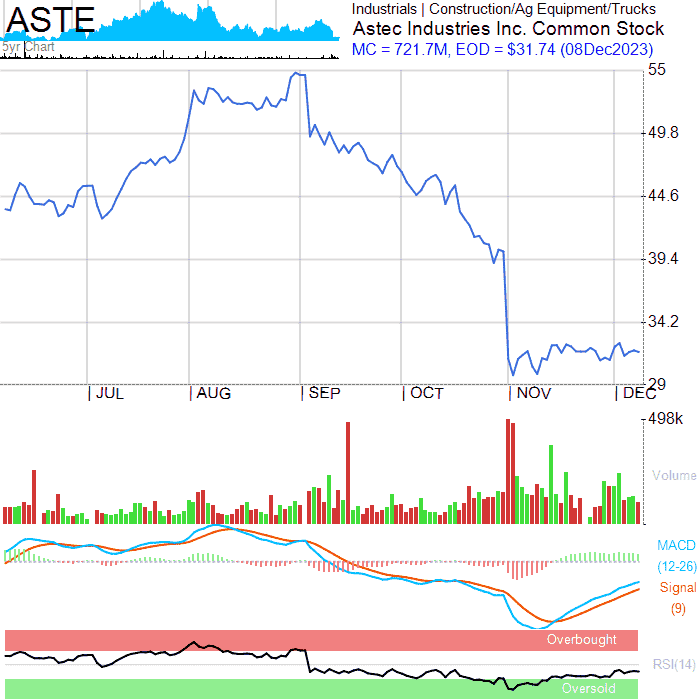 ASTE
5yr Chart
Industrials | Construction/Ag Equipment/Trucks
Astec Industries Inc. Common Stock
MC = 721.7M, EOD = $31.74 (08Dec2023)
55
49.8
44.6
39.4
34.2
29
JUL
AUG
SEP
OCT
NOV
DEC
498k
Volume
MACD
(12-26)
Signal
(9)
Overbought
RSI(14)
Oversold